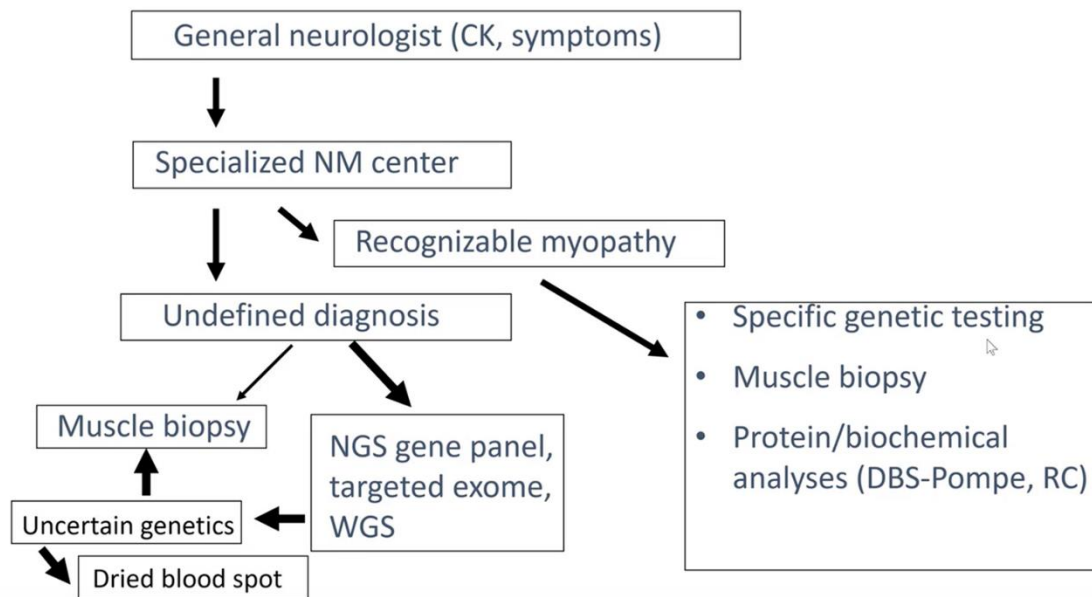 General neurologist (CK, symptoms)
Specialized NM center
Recognizable myopathy
Undefined diagnosis
• Specific genetic testing
• Muscle biopsy
• Protein/biochemical
analyses (DBS-Pompe, RC)
Muscle biopsy
NGS gene panel,
targeted exome,
WGS
Uncertain genetics
Dried blood spot